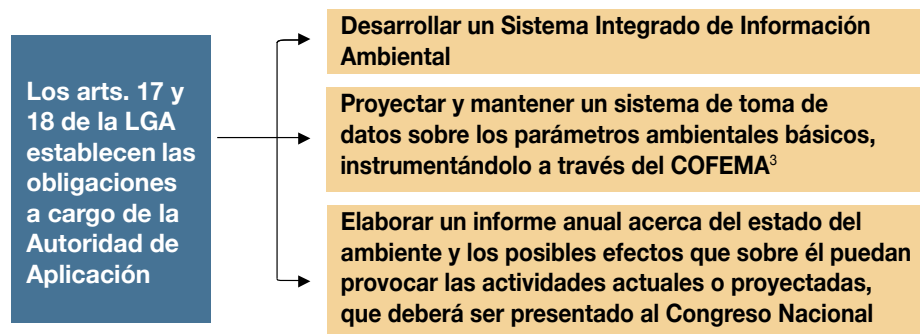 Los arts. 17 y
18 de la LGA
establecen las
obligaciones
a cargo de la
Autoridad de
Aplicación
Desarrollar un Sistema Integrado de Información
Ambiental
Proyectar y mantener un sistema de toma de
datos sobre los parámetros ambientales básicos,
instrumentándolo a través del COFEMA³
Elaborar un informe anual acerca del estado del
ambiente y los posibles efectos que sobre él puedan
provocar las actividades actuales o proyectadas,
que deberá ser presentado al Congreso Nacional